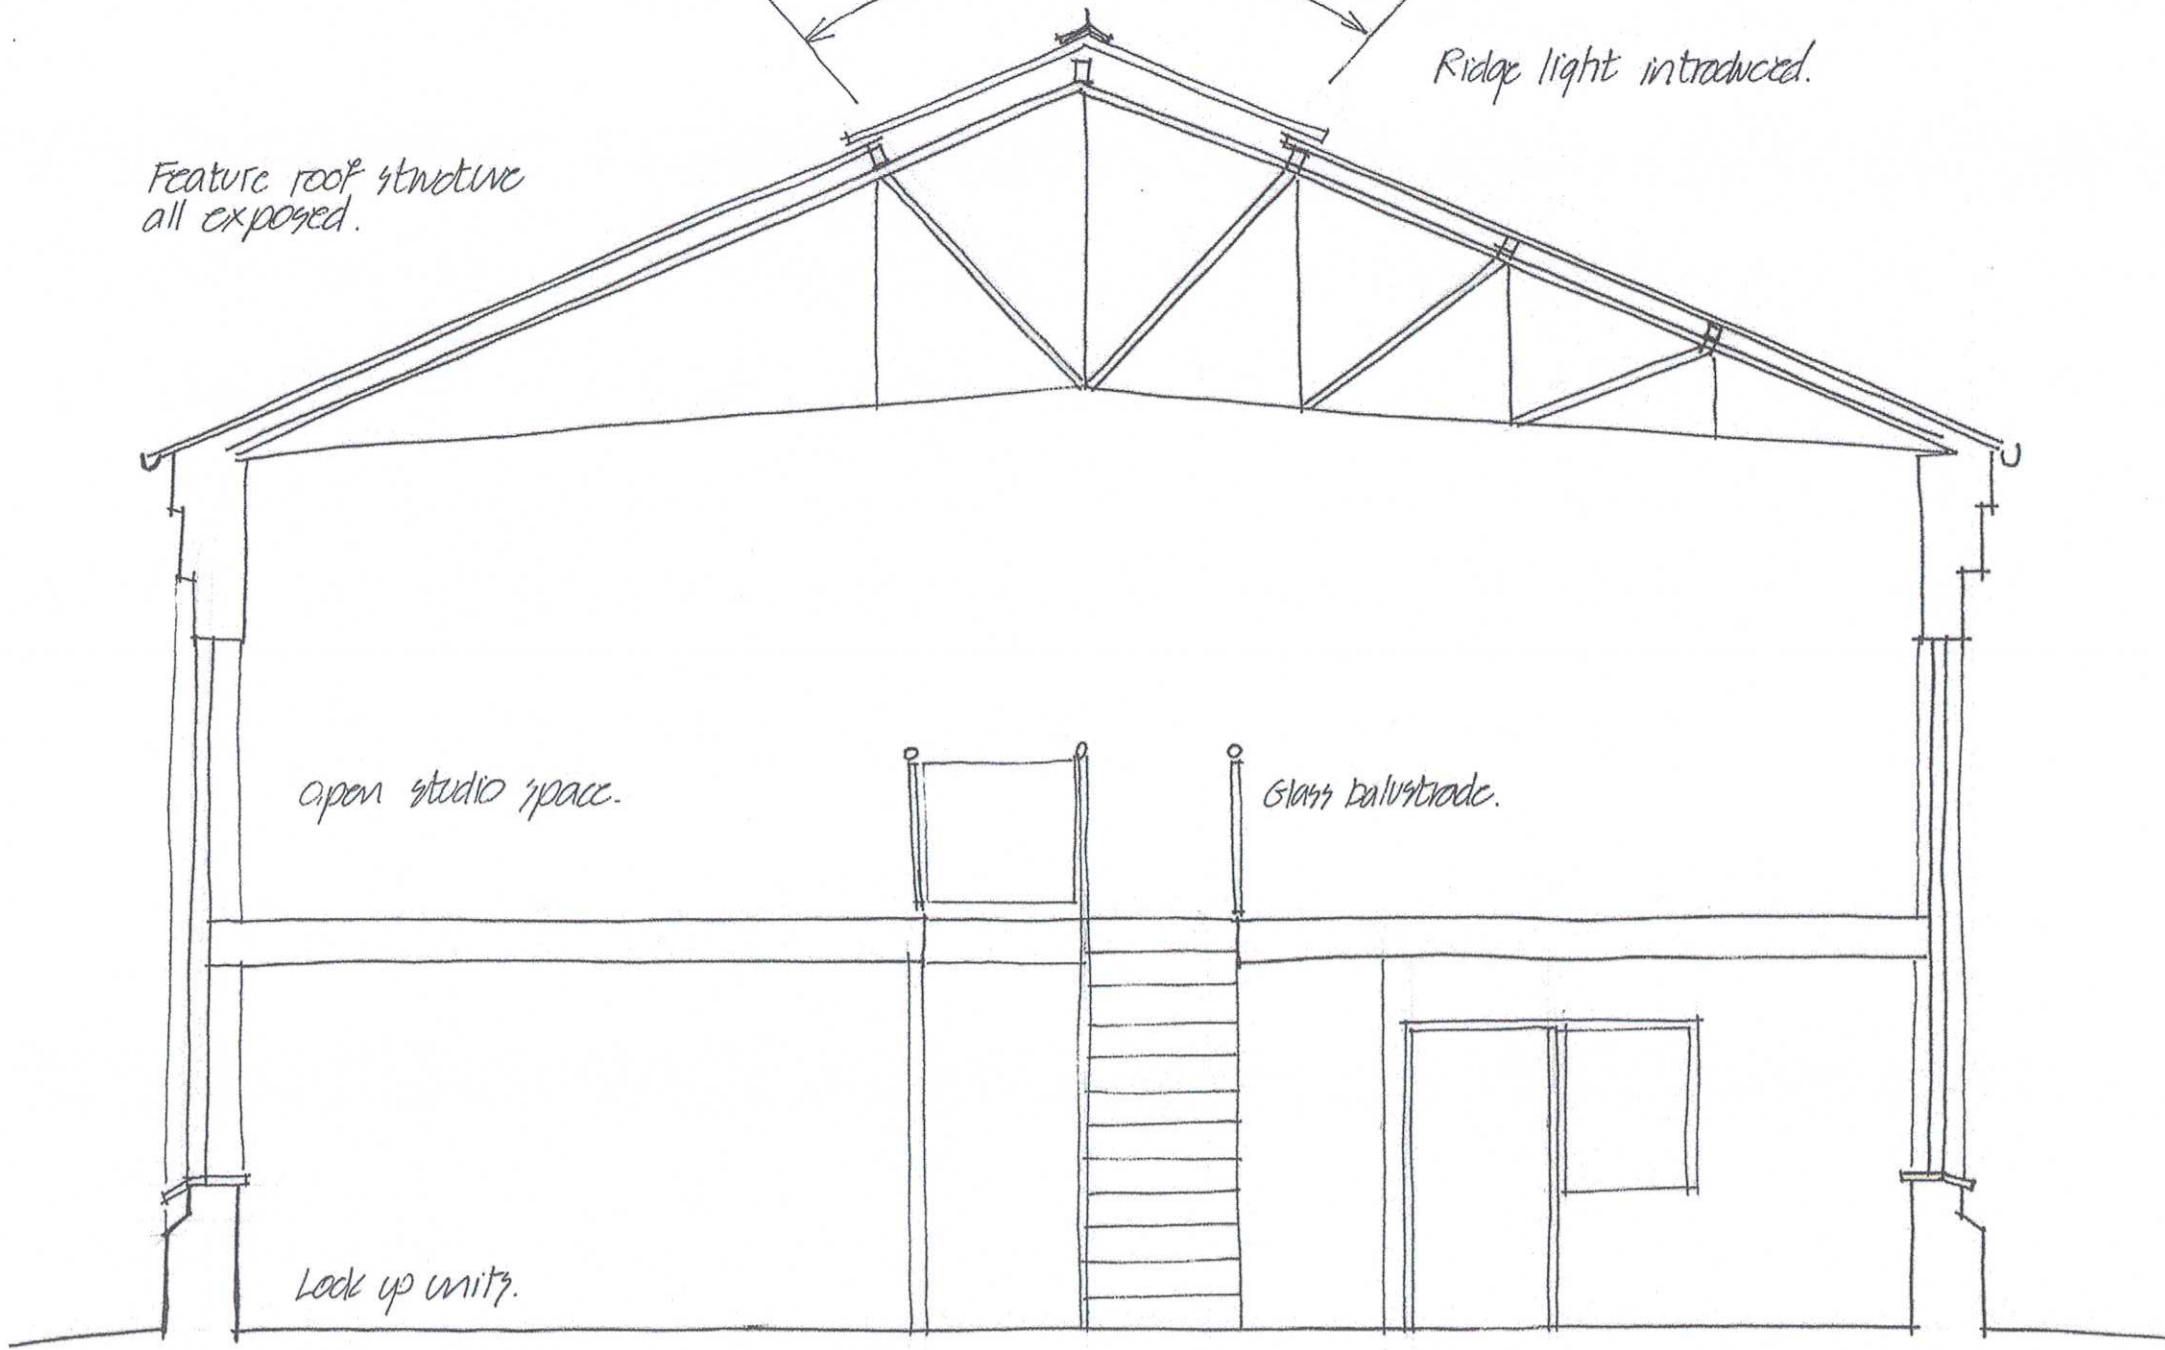 Ridge light introduced.
Feature roof structure
all exposed.
Open studio space.
Glass balustrade.
Lock up units.